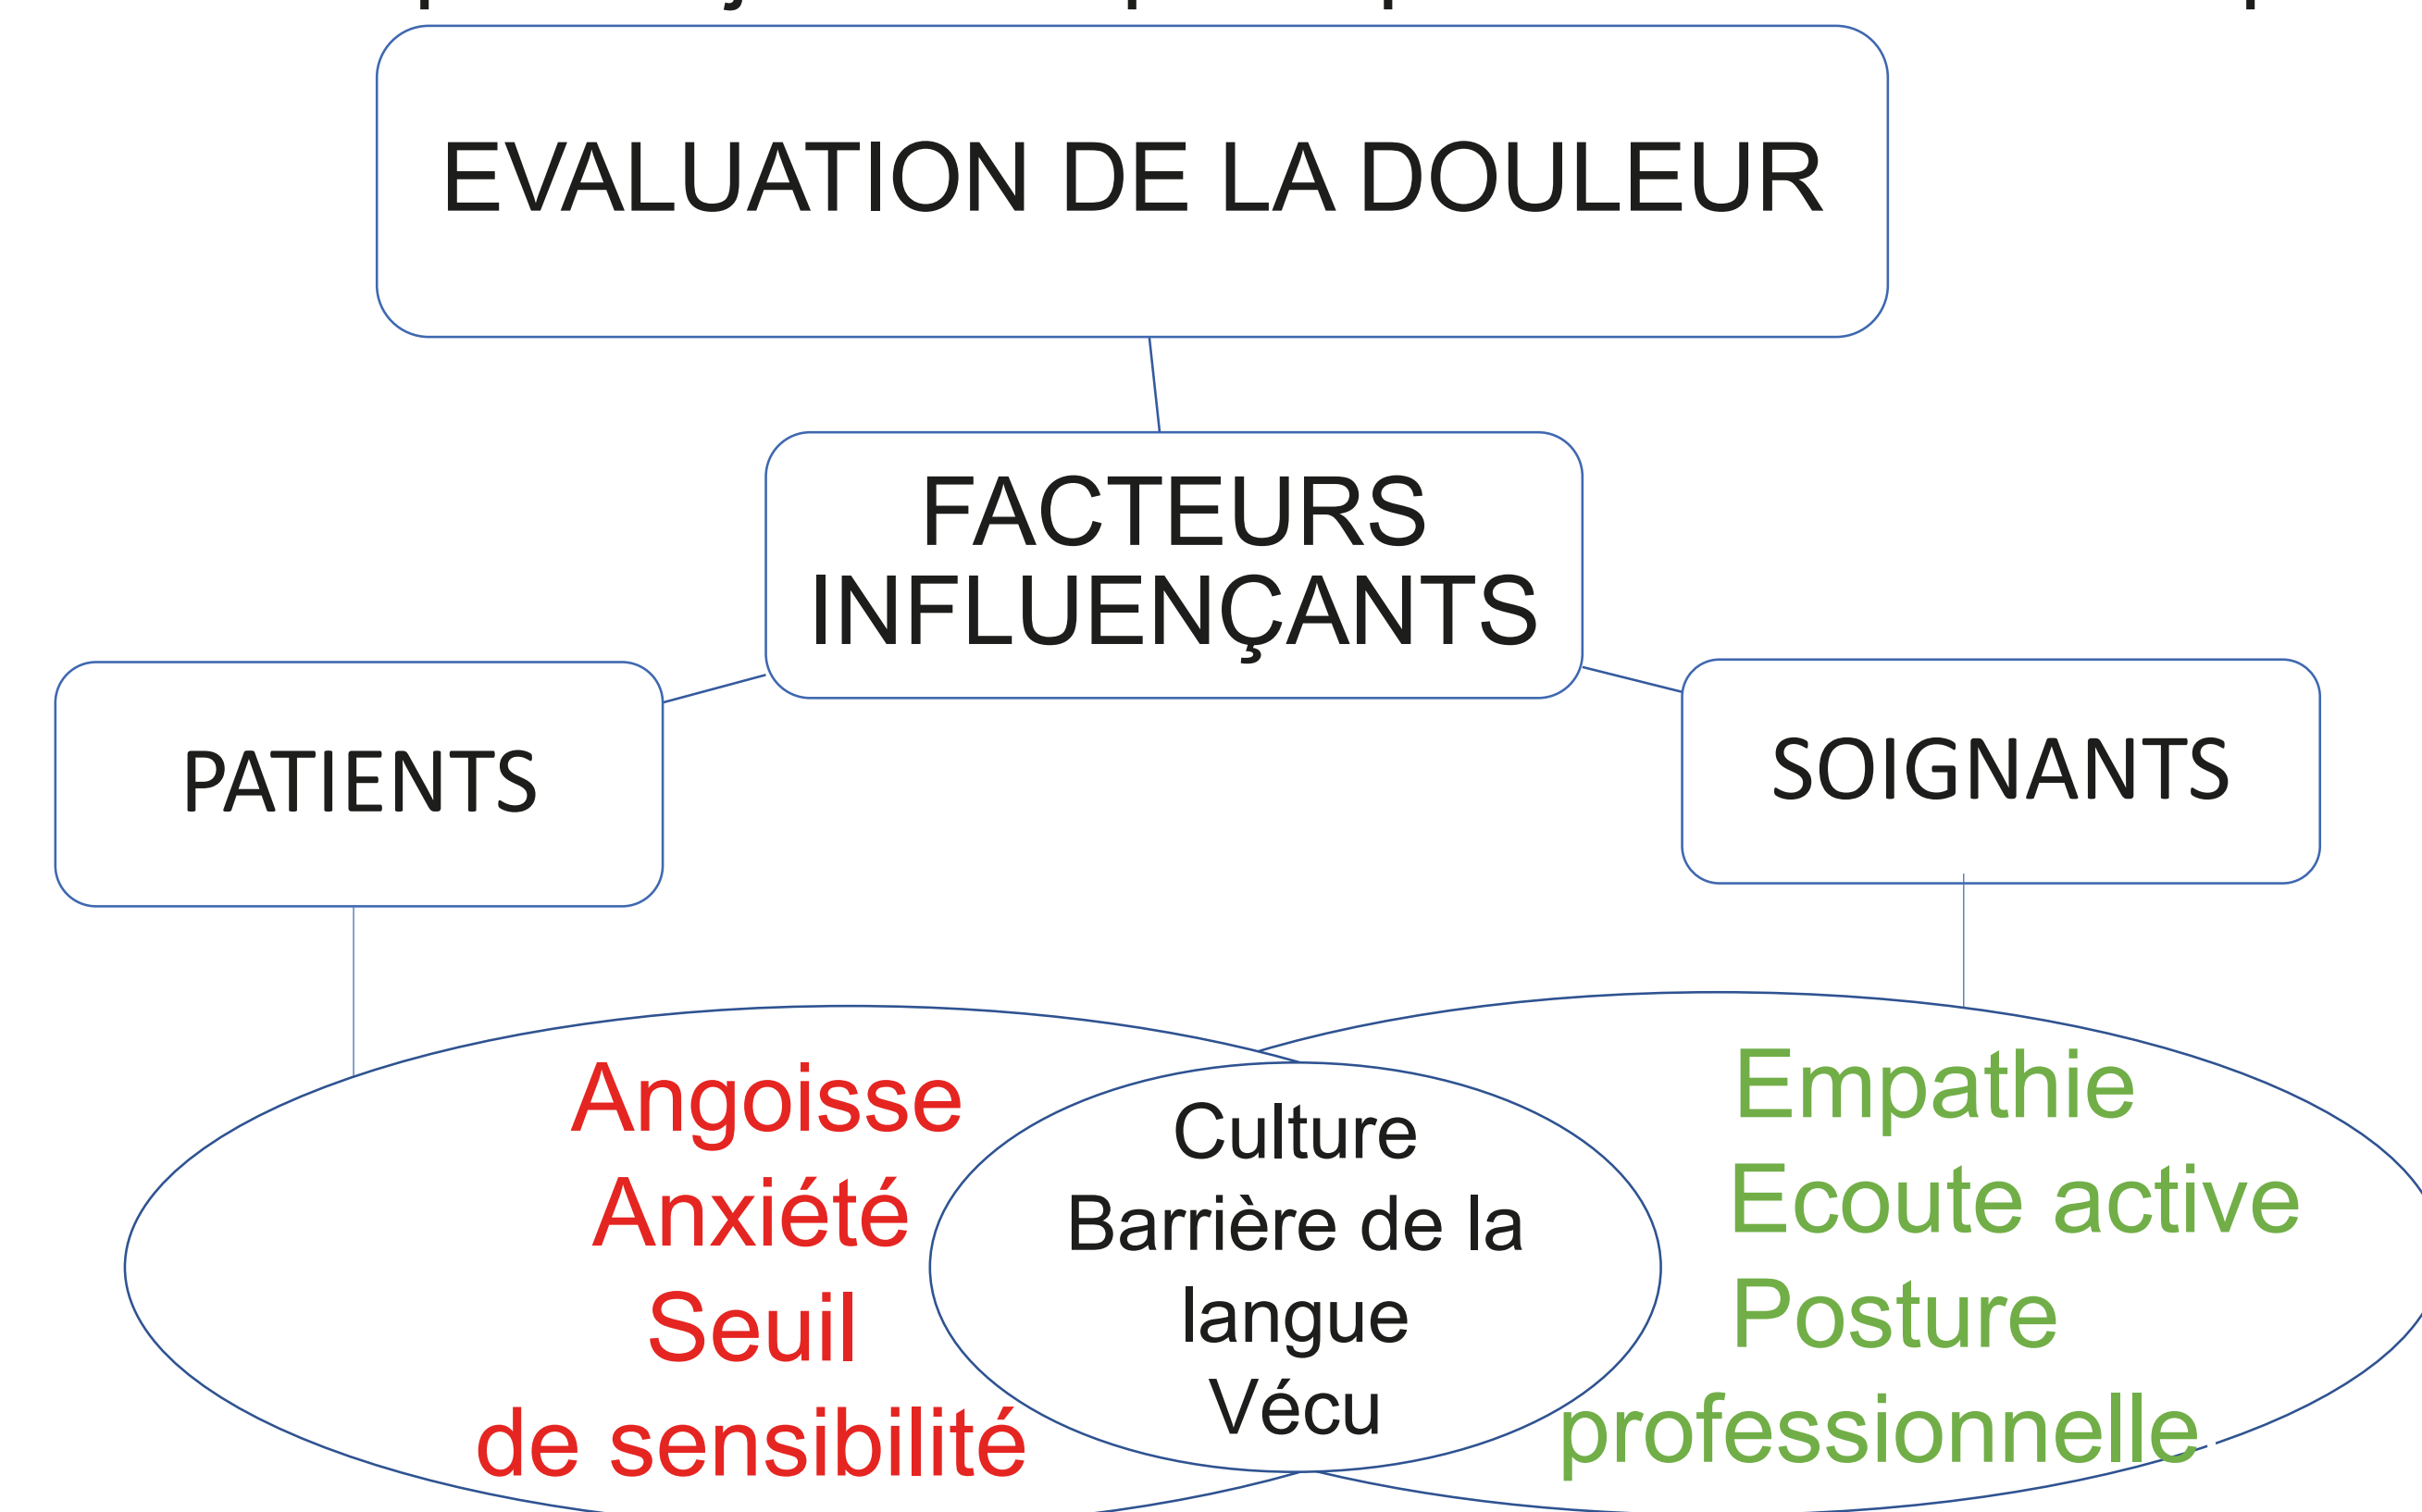 EVALUATION DE LA DOULEUR
FACTEURS
INFLUENÇANTS
PATIENTS
SOIGNANTS
Angoisse
Anxiété
Seuil
de sensibilité
Culture
Barrière de la
langue
Vécu
Empathie
Ecoute active
Posture
professionnelle